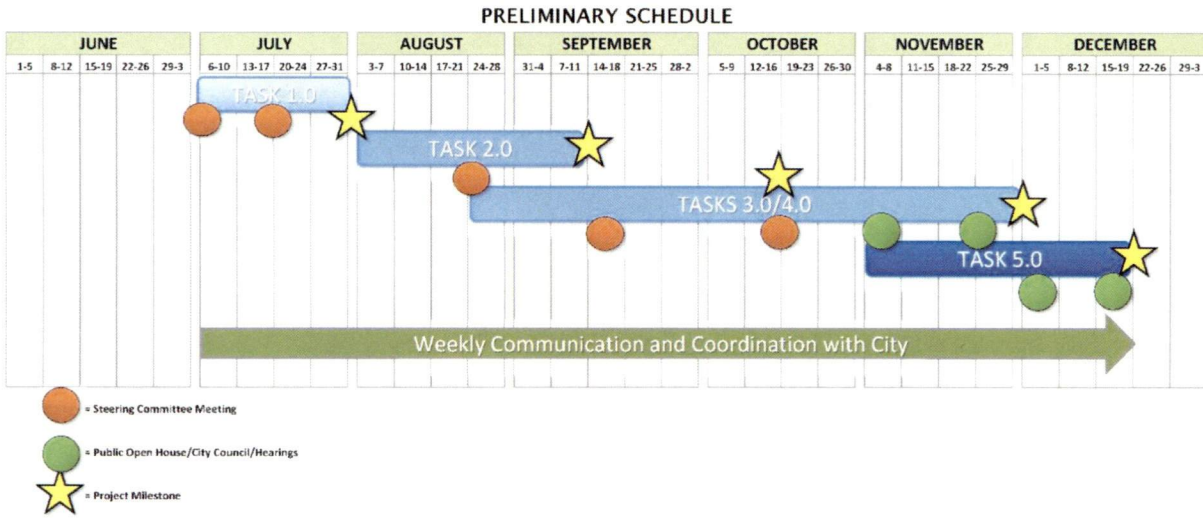 PRELIMINARY SCHEDULE
JUNE JULY AUGUST SEPTEMBER OCTOBER NOVEMBER DECEMBER
1-5 8-12 15-19 22-26 29-3 6-10 13-17 20-24 27-31 3-7 10-14 17-21 24-28 31-4 7-11 14-18 21-25 28-2 5-9 12-16 19-23 26-30 4-8 11-15 18-22 25-29 1-5 8-12 15-19 22-26 29-3
TASK 1.0
TASK 2.0
TASKS 3.0/4.0
TASK 5.0
Weekly Communication and Coordination with City
= Steering Committee Meeting
= Public Open House/City Council/Hearings
= Project Milestone